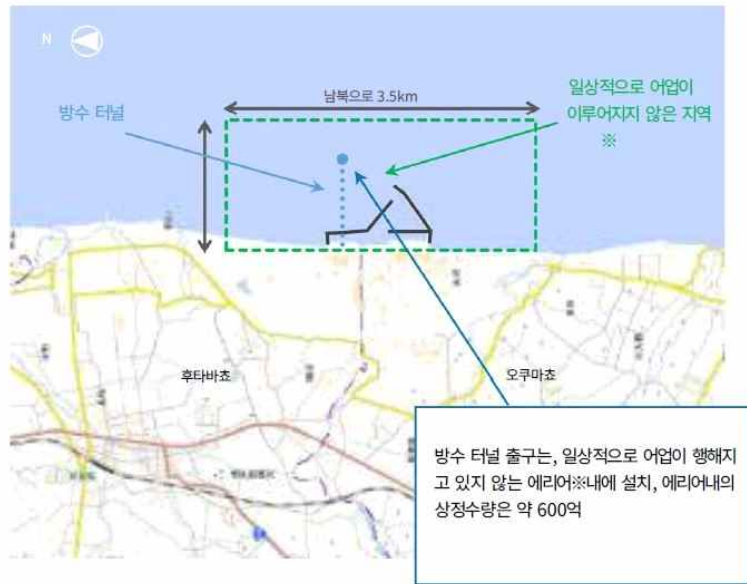 N
남북으로 3.5km
방수 터널
일상적으로 어업이
이루어지지 않은 지역
※
후타바쵸
오쿠마쵸
방수 터널 출구는, 일상적으로 어업이 행해지
고 있지 않는 에리어※내에 설치, 에리어내의
상정수량은 약 600억